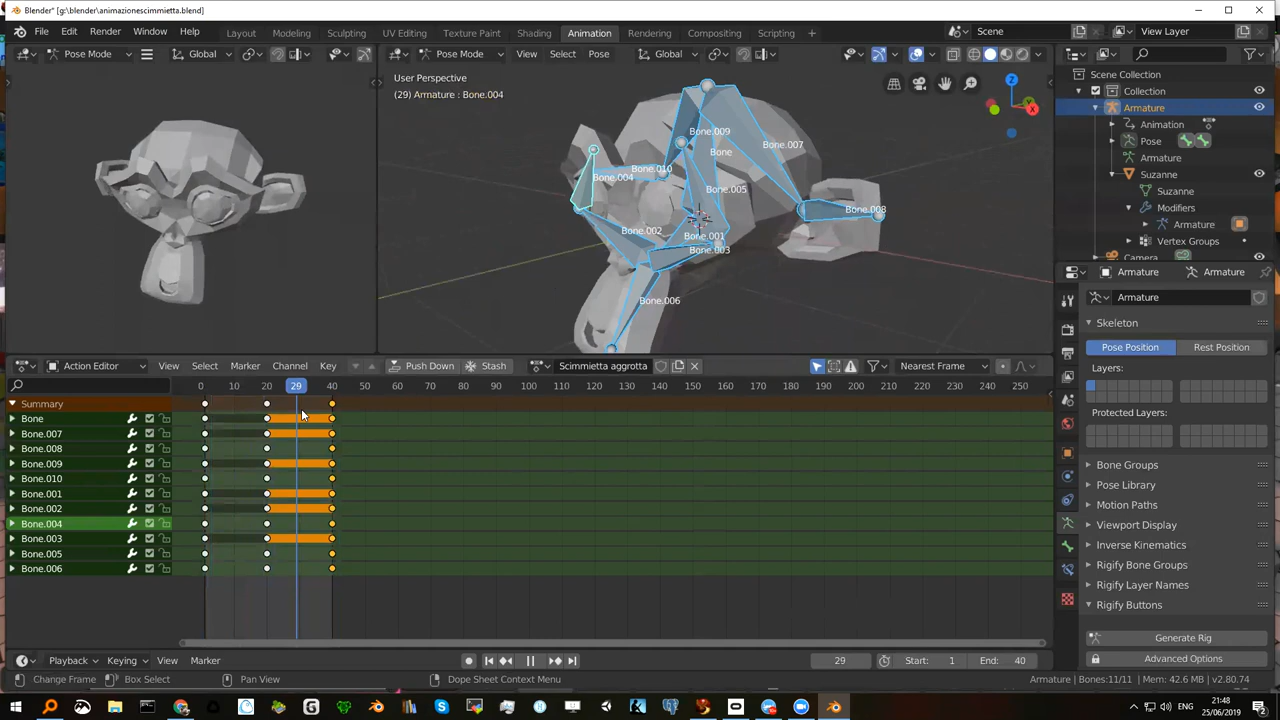 Blender* [g:\blender\animazionescimmietta.blend]
File Edit Render Window Help Layout Modeling Sculpting UV Editing Texture Paint Shading Animation Rendering Compositing Scripting + Scene View Layer
Pose Mode Global Pose Mode View Select Pose Global
User Perspective
(29) Armature : Bone.004
Z
Y
X
Bone.009
Bone
Bone.007
Bone.010
Bone.004
Bone.005
Bone.008
Bone.002
Bone.001
Bone.003
Bone.006
Scene Collection
Collection
Armature
Animation
Pose
Armature
Suzanne
Suzanne
Modifiers
Armature
Vertex Groups
Camera
Armature Armature
Armature
Skeleton
Pose Position Rest Position
Layers:
Protected Layers:
Bone Groups
Pose Library
Motion Paths
Viewport Display
Inverse Kinematics
Rigify Bone Groups
Rigify Layer Names
Rigify Buttons
Generate Rig
Advanced Options
Action Editor View Select Marker Channel Key Push Down Stash Scimmietta aggrotta Nearest Frame
0 10 20 29 40 50 60 70 80 90 100 110 120 130 140 150 160 170 180 190 200 210 220 230 240 250
Summary
Bone
Bone.007
Bone.008
Bone.009
Bone.010
Bone.001
Bone.002
Bone.004
Bone.003
Bone.005
Bone.006
Playback Keying View Marker 29 Start: 1 End: 40
Change Frame Box Select Pan View Dope Sheet Context Menu Armature | Bones:11/11 | Mem: 42.6 MB | v2.80.74
21:48
25/06/2019